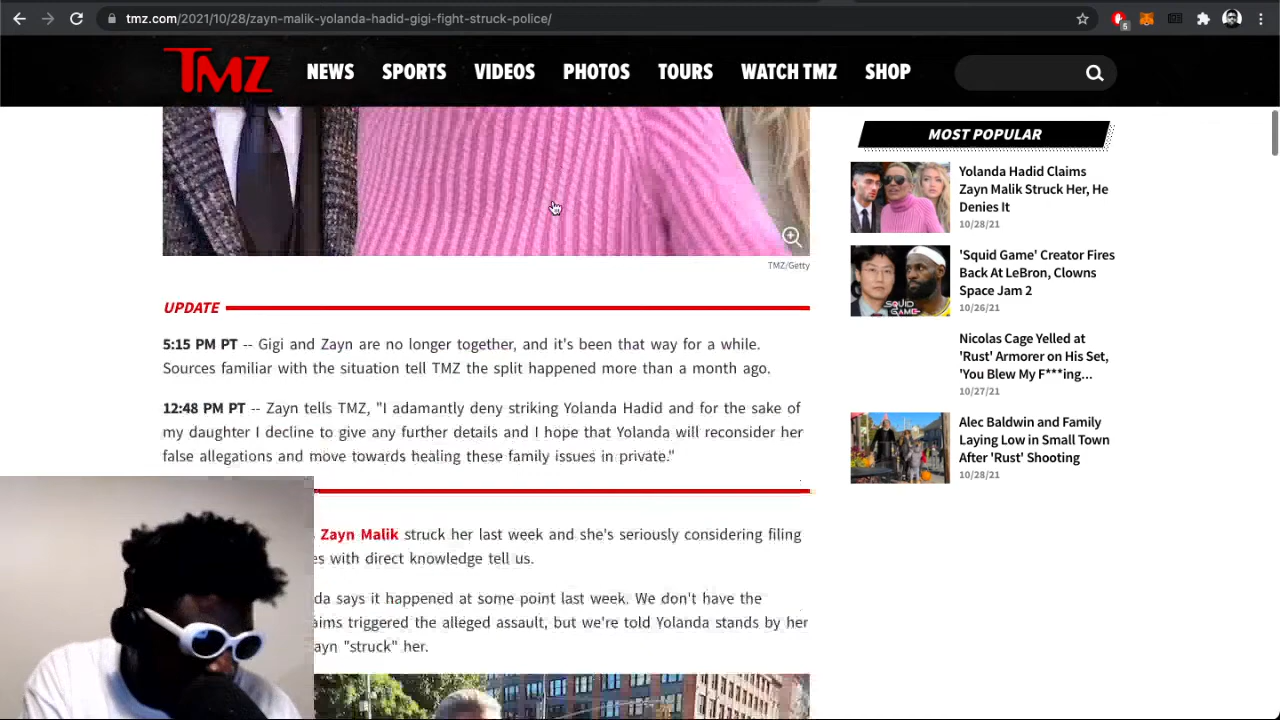 tmz.com/2021/10/28/zayn-malik-yolanda-hadid-gigi-fight-struck-police/
6
TMZ
NEWS SPORTS VIDEOS PHOTOS TOURS WATCH TMZ SHOP
TMZ/Getty
UPDATE
5:15 PM PT -- Gigi and Zayn are no longer together, and it's been that way for a while.
Sources familiar with the situation tell TMZ the split happened more than a month ago.
12:48 PM PT -- Zayn tells TMZ, "I adamantly deny striking Yolanda Hadid and for the sake of
my daughter I decline to give any further details and I hope that Yolanda will reconsider her
false allegations and move towards healing these family issues in private."
Zayn Malik struck her last week and she's seriously considering filing
es with direct knowledge tell us.
da says it happened at some point last week. We don't have the
aims triggered the alleged assault, but we're told Yolanda stands by her
ayn "struck" her.
MOST POPULAR
Yolanda Hadid Claims
Zayn Malik Struck Her, He
Denies It
10/28/21
SQUID
GAME
'Squid Game' Creator Fires
Back At LeBron, Clowns
Space Jam 2
10/26/21
Nicolas Cage Yelled at
'Rust' Armorer on His Set,
'You Blew My F***ing...
10/27/21
Alec Baldwin and Family
Laying Low in Small Town
After 'Rust' Shooting
10/28/21